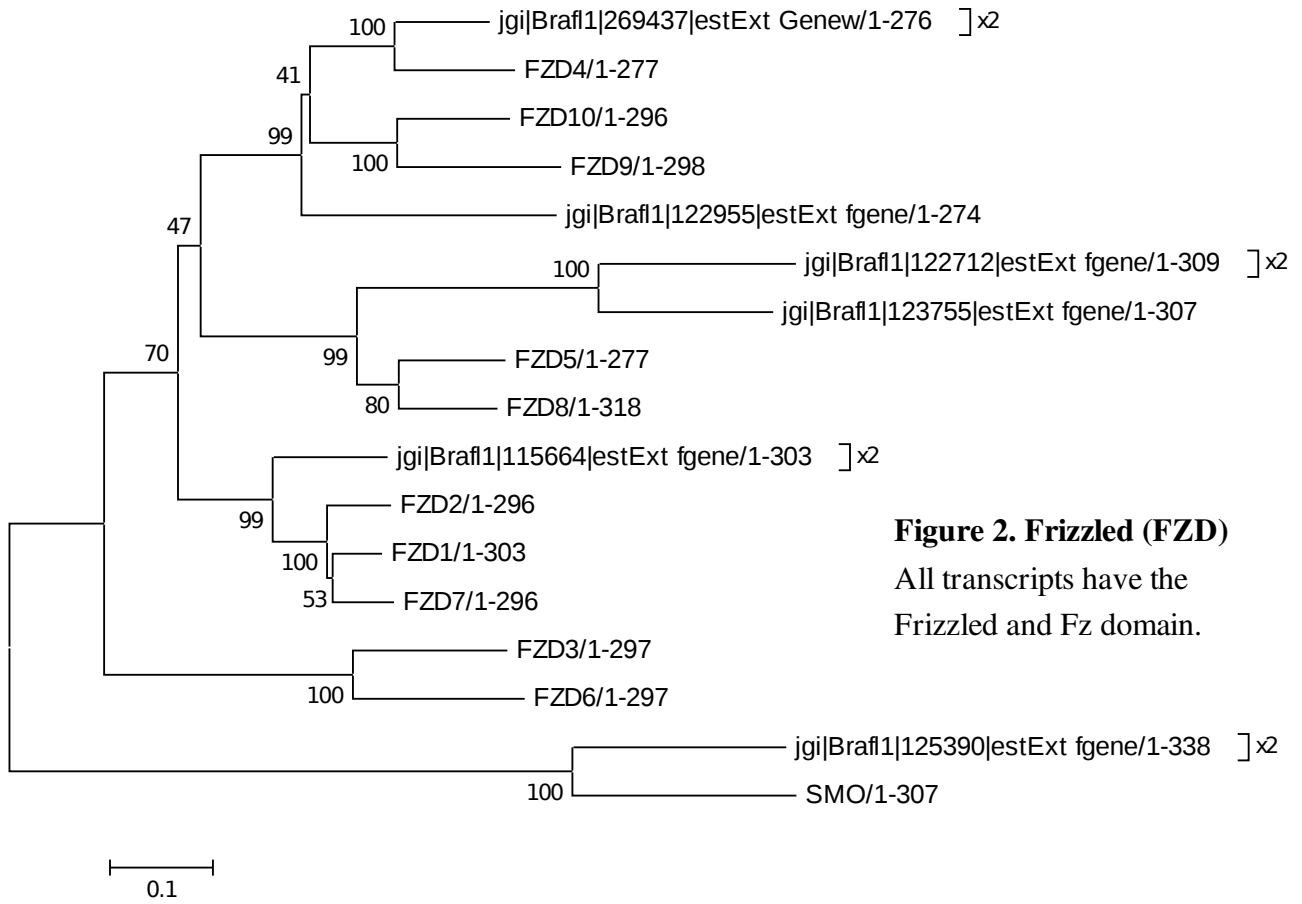 100
jgi|Brafl1|269437|estExt Genew/1-276 x2
FZD4/1-277
41
FZD10/1-296
99
100
FZD9/1-298
jgi|Brafl1|122955|estExt fgene/1-274
47
100
jgi|Brafl1|122712|estExt fgene/1-309 x2
jgi|Brafl1|123755|estExt fgene/1-307
70
99
FZD5/1-277
80
FZD8/1-318
jgi|Brafl1|115664|estExt fgene/1-303 x2
99
FZD2/1-296
100
FZD1/1-303
53
FZD7/1-296
Figure 2. Frizzled (FZD)
All transcripts have the
Frizzled and Fz domain.
FZD3/1-297
100
FZD6/1-297
jgi|Brafl1|125390|estExt fgene/1-338 x2
100
SMO/1-307
0.1